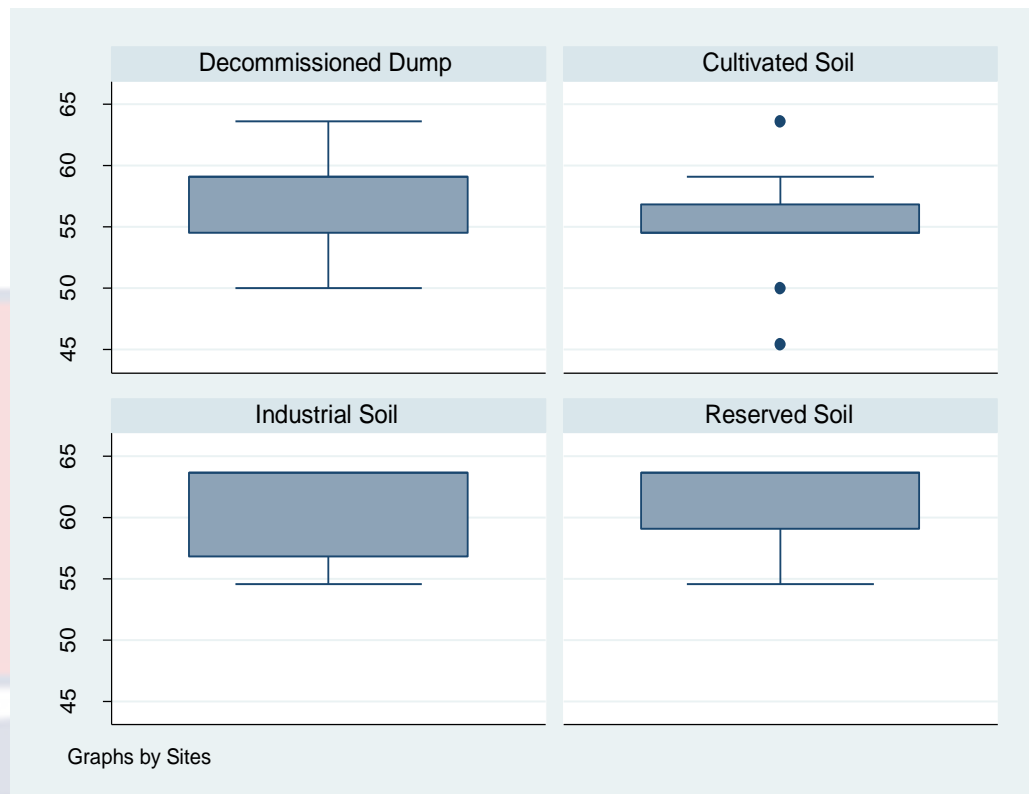 Decommissioned Dump
Cultivated Soil
65
60
55
50
45
Industrial Soil
Reserved Soil
65
60
55
50
45
Graphs by Sites